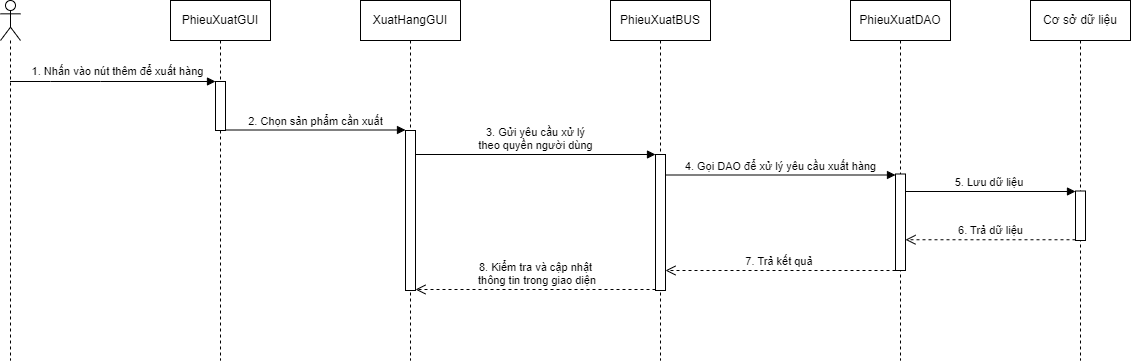 PhieuXuatGUI
XuatHangGUI
PhieuXuatBUS
PhieuXuatDAO
Cơ sở dữ liệu
1. Nhấn vào nút thêm để xuất hàng
2. Chọn sản phẩm cần xuất
3. Gửi yêu cầu xử lý
theo quyền người dùng
4. Gọi DAO để xử lý yêu cầu xuất hàng
5. Lưu dữ liệu
6. Trả dữ liệu
7. Trả kết quả
8. Kiểm tra và cập nhật
thông tin trong giao diện